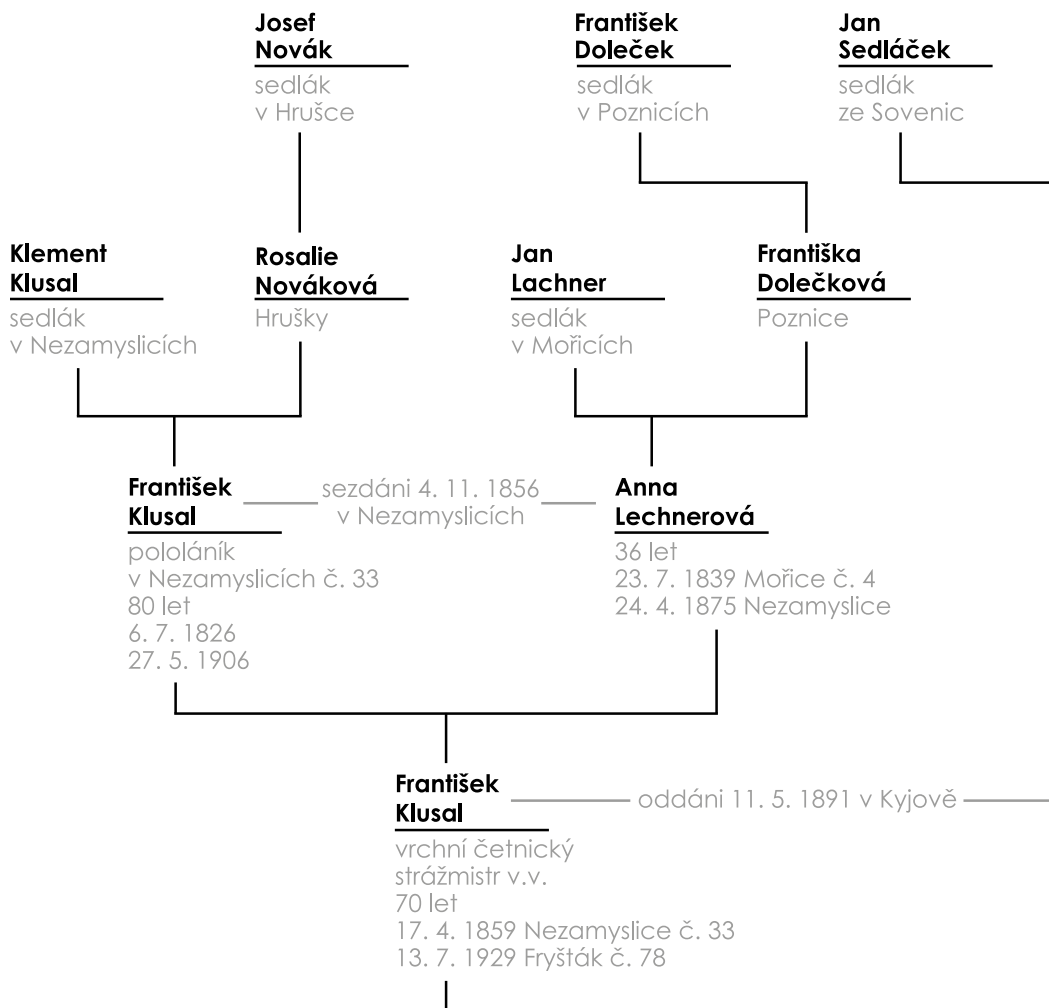 Josef
Novák
sedlák
v Hrušce
František
Doleček
sedlák
v Poznicích
Jan
Sedláček
sedlák
ze Sovenic
Klement
Klusal
sedlák
v Nezamyslicích
Rosalie
Nováková
Hrušky
Jan
Lachner
sedlák
v Mořicích
Františka
Dolečková
Poznice
František
Klusal
pololáník
v Nezamyslicích č. 33
80 let
6. 7. 1826
27. 5. 1906
sezdáni 4. 11. 1856
v Nezamyslicích
Anna
Lechnerová
36 let
23. 7. 1839 Mořice č. 4
24. 4. 1875 Nezamyslice
František
Klusal
vrchní četnický
strážmistr v.v.
70 let
17. 4. 1859 Nezamyslice č. 33
13. 7. 1929 Fryšták č. 78
oddáni 11. 5. 1891 v Kyjově